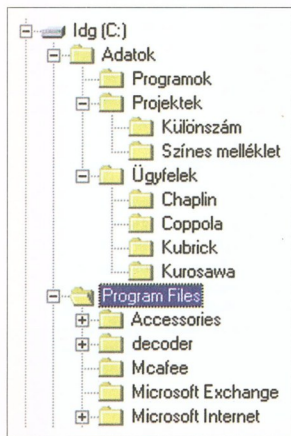 Idg (C:)
Adatok
Programok
Projektek
Különszám
Színes melléklet
Ügyfelek
Chaplin
Coppola
Kubrick
Kurosawa
Program Files
Accessories
decoder
Mcafee
Microsoft Exchange
Microsoft Internet